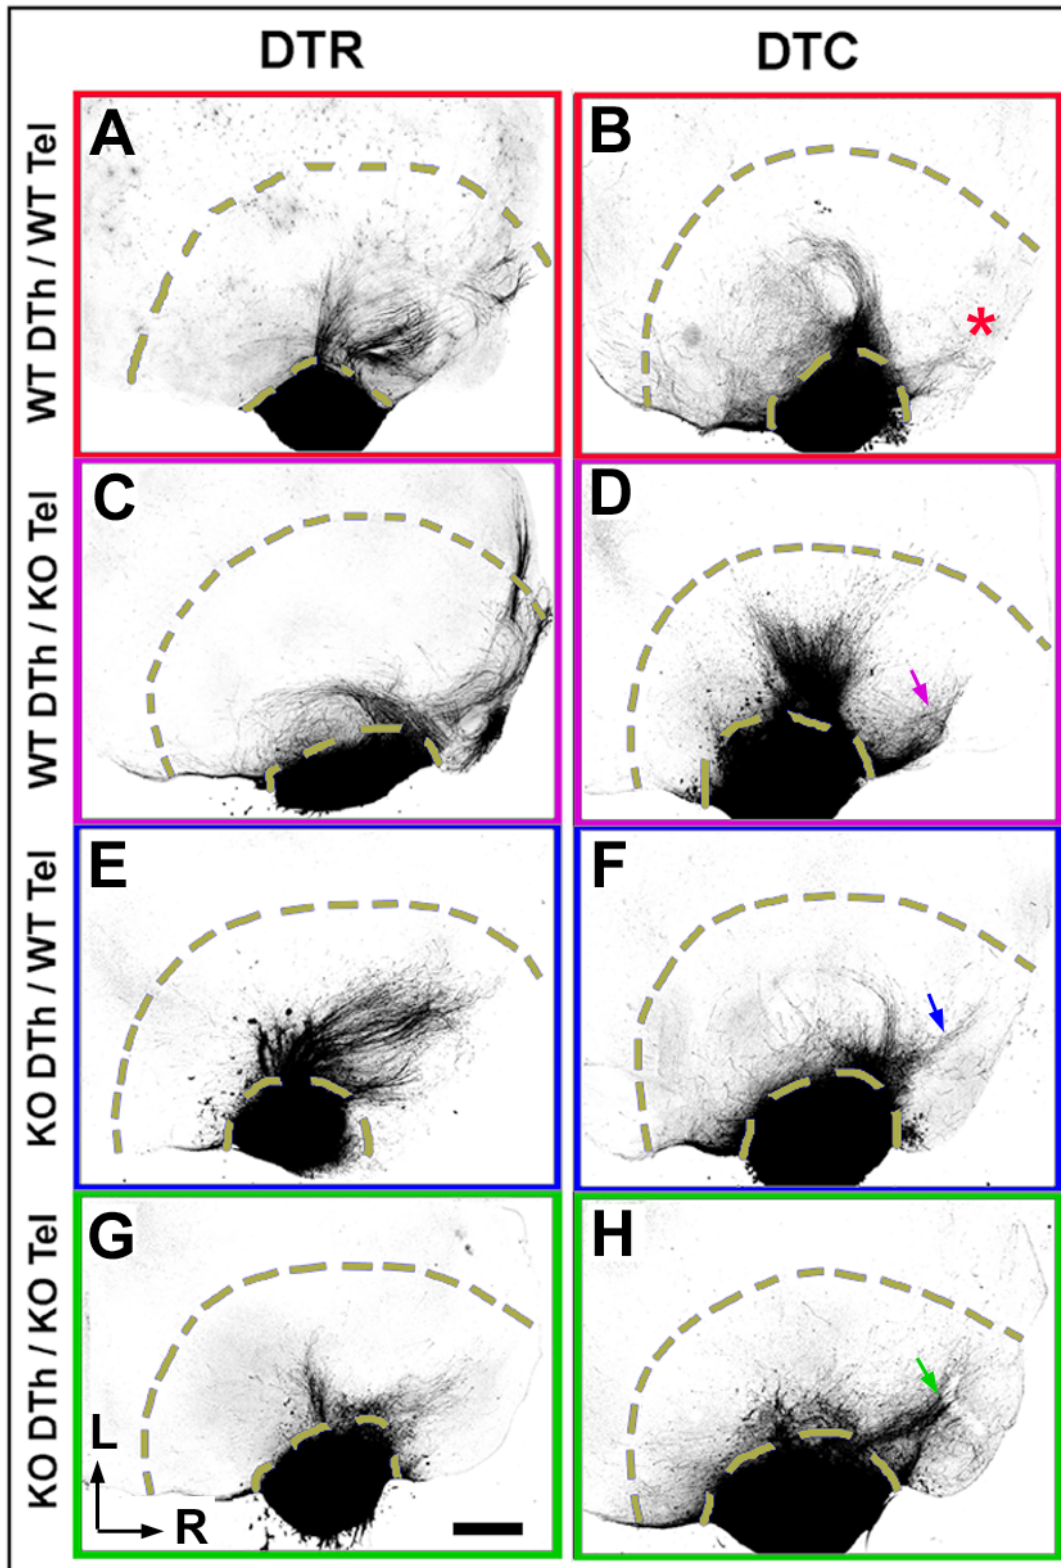 DTR
DTC
WT DTh / WT Tel
A
B
*
WT DTh / KO Tel
C
D
KO DTh / WT Tel
E
F
KO DTh / KO Tel
G
H
L
R